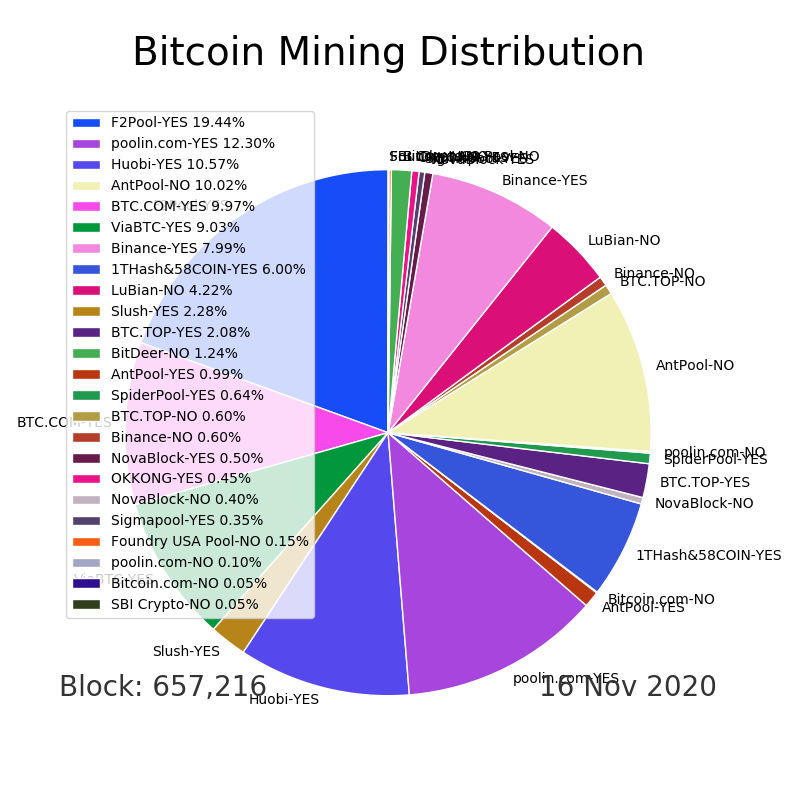 Bitcoin Mining Distribution
F2Pool-YES 19.44%
poolin.com-YES 12.30%
Huobi-YES 10.57%
AntPool-NO 10.02%
BTC.COM-YES 9.97%
ViaBTC-YES 9.03%
Binance-YES 7.99%
1THash&58COIN-YES 6.00%
LuBian-NO 4.22%
Slush-YES 2.28%
BTC.TOP-YES 2.08%
BitDeer-NO 1.24%
AntPool-YES 0.99%
SpiderPool-YES 0.64%
BTC.TOP-NO 0.60%
Binance-NO 0.60%
NovaBlock-YES 0.50%
OKKONG-YES 0.45%
NovaBlock-NO 0.40%
Sigmapool-YES 0.35%
Foundry USA Pool-NO 0.15%
poolin.com-NO 0.10%
Bitcoin.com-NO 0.05%
SBI Crypto-NO 0.05%
Binance-YES
LuBian-NO
Binance-NO
BTC.TOP-NO
AntPool-NO
poolin.com-NO
SpiderPool-YES
BTC.TOP-YES
NovaBlock-NO
1THash&58COIN-YES
Bitcoin.com-NO
AntPool-YES
poolin.com-YES
Huobi-YES
Slush-YES
ViaBTC-YES
BTC.COM-YES
Block: 657,216
16 Nov 2020